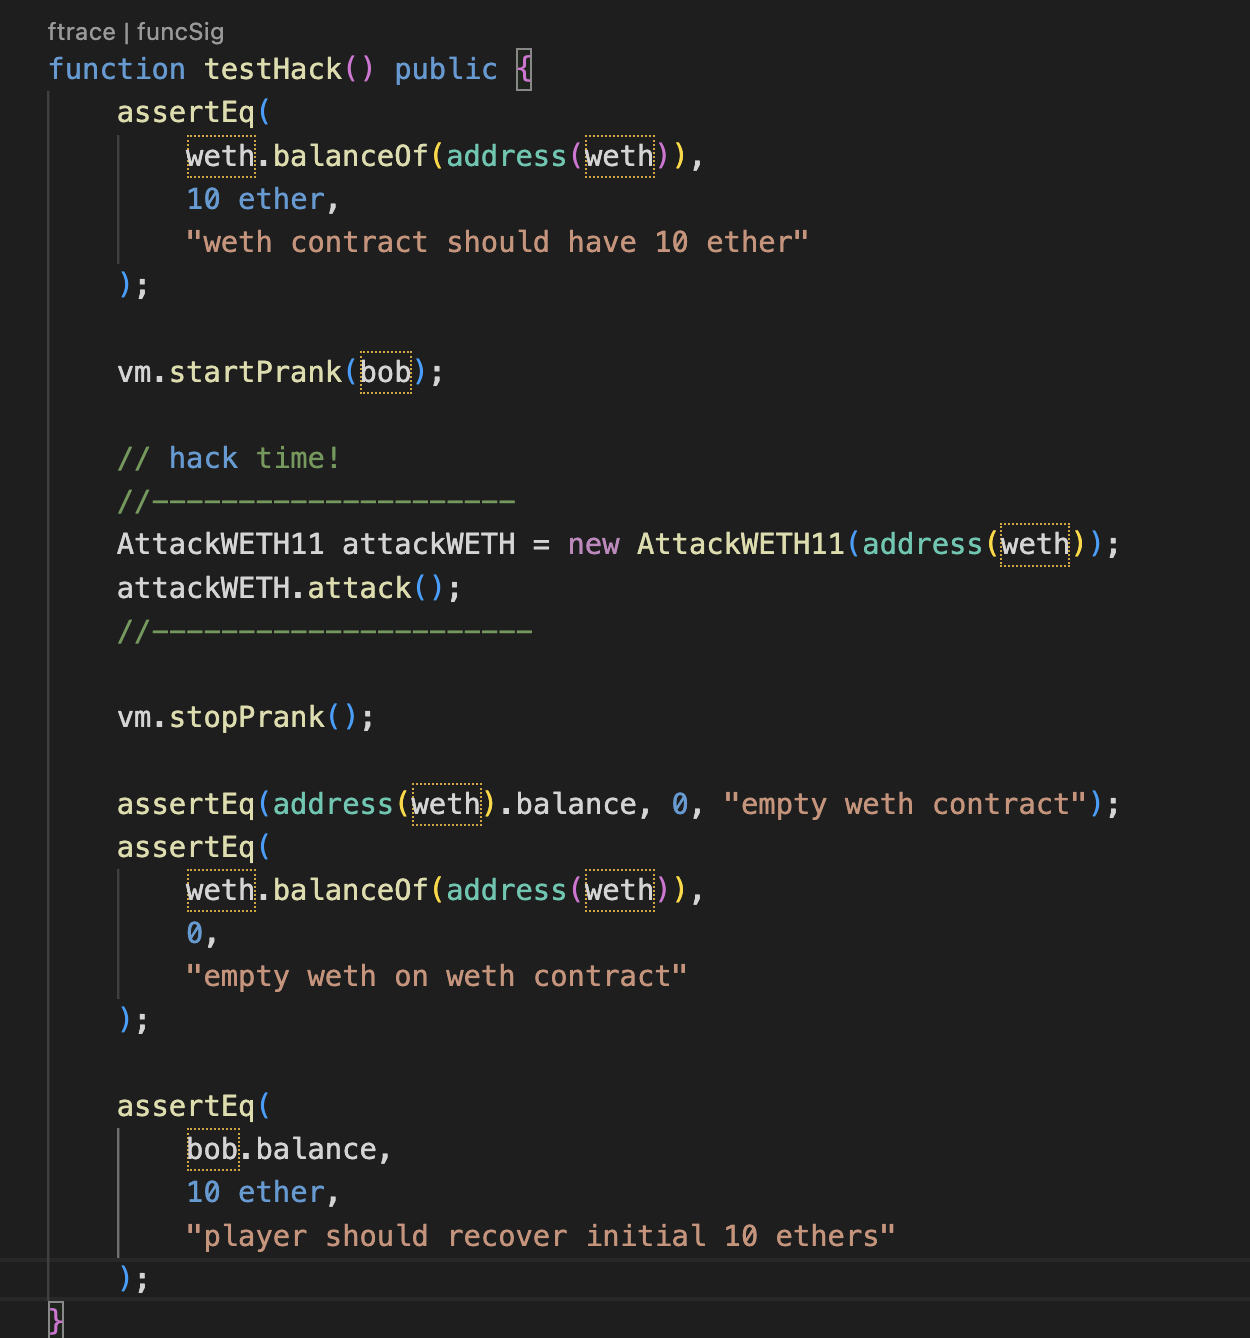 ftrace | funcSig
function testHack() public {
assertEq(
weth.balanceOf(address(weth)),
10 ether,
"weth contract should have 10 ether"
);
vm.startPrank(bob);
// hack time!
//---------------------
AttackWETH11 attackWETH = new AttackWETH11(address(weth));
attackWETH.attack();
//----------------------
vm.stopPrank();
assertEq(address(weth).balance, 0, "empty weth contract");
assertEq(
weth.balanceOf(address(weth)),
0,
"empty weth on weth contract"
);
assertEq(
bob.balance,
10 ether,
"player should recover initial 10 ethers"
);
}